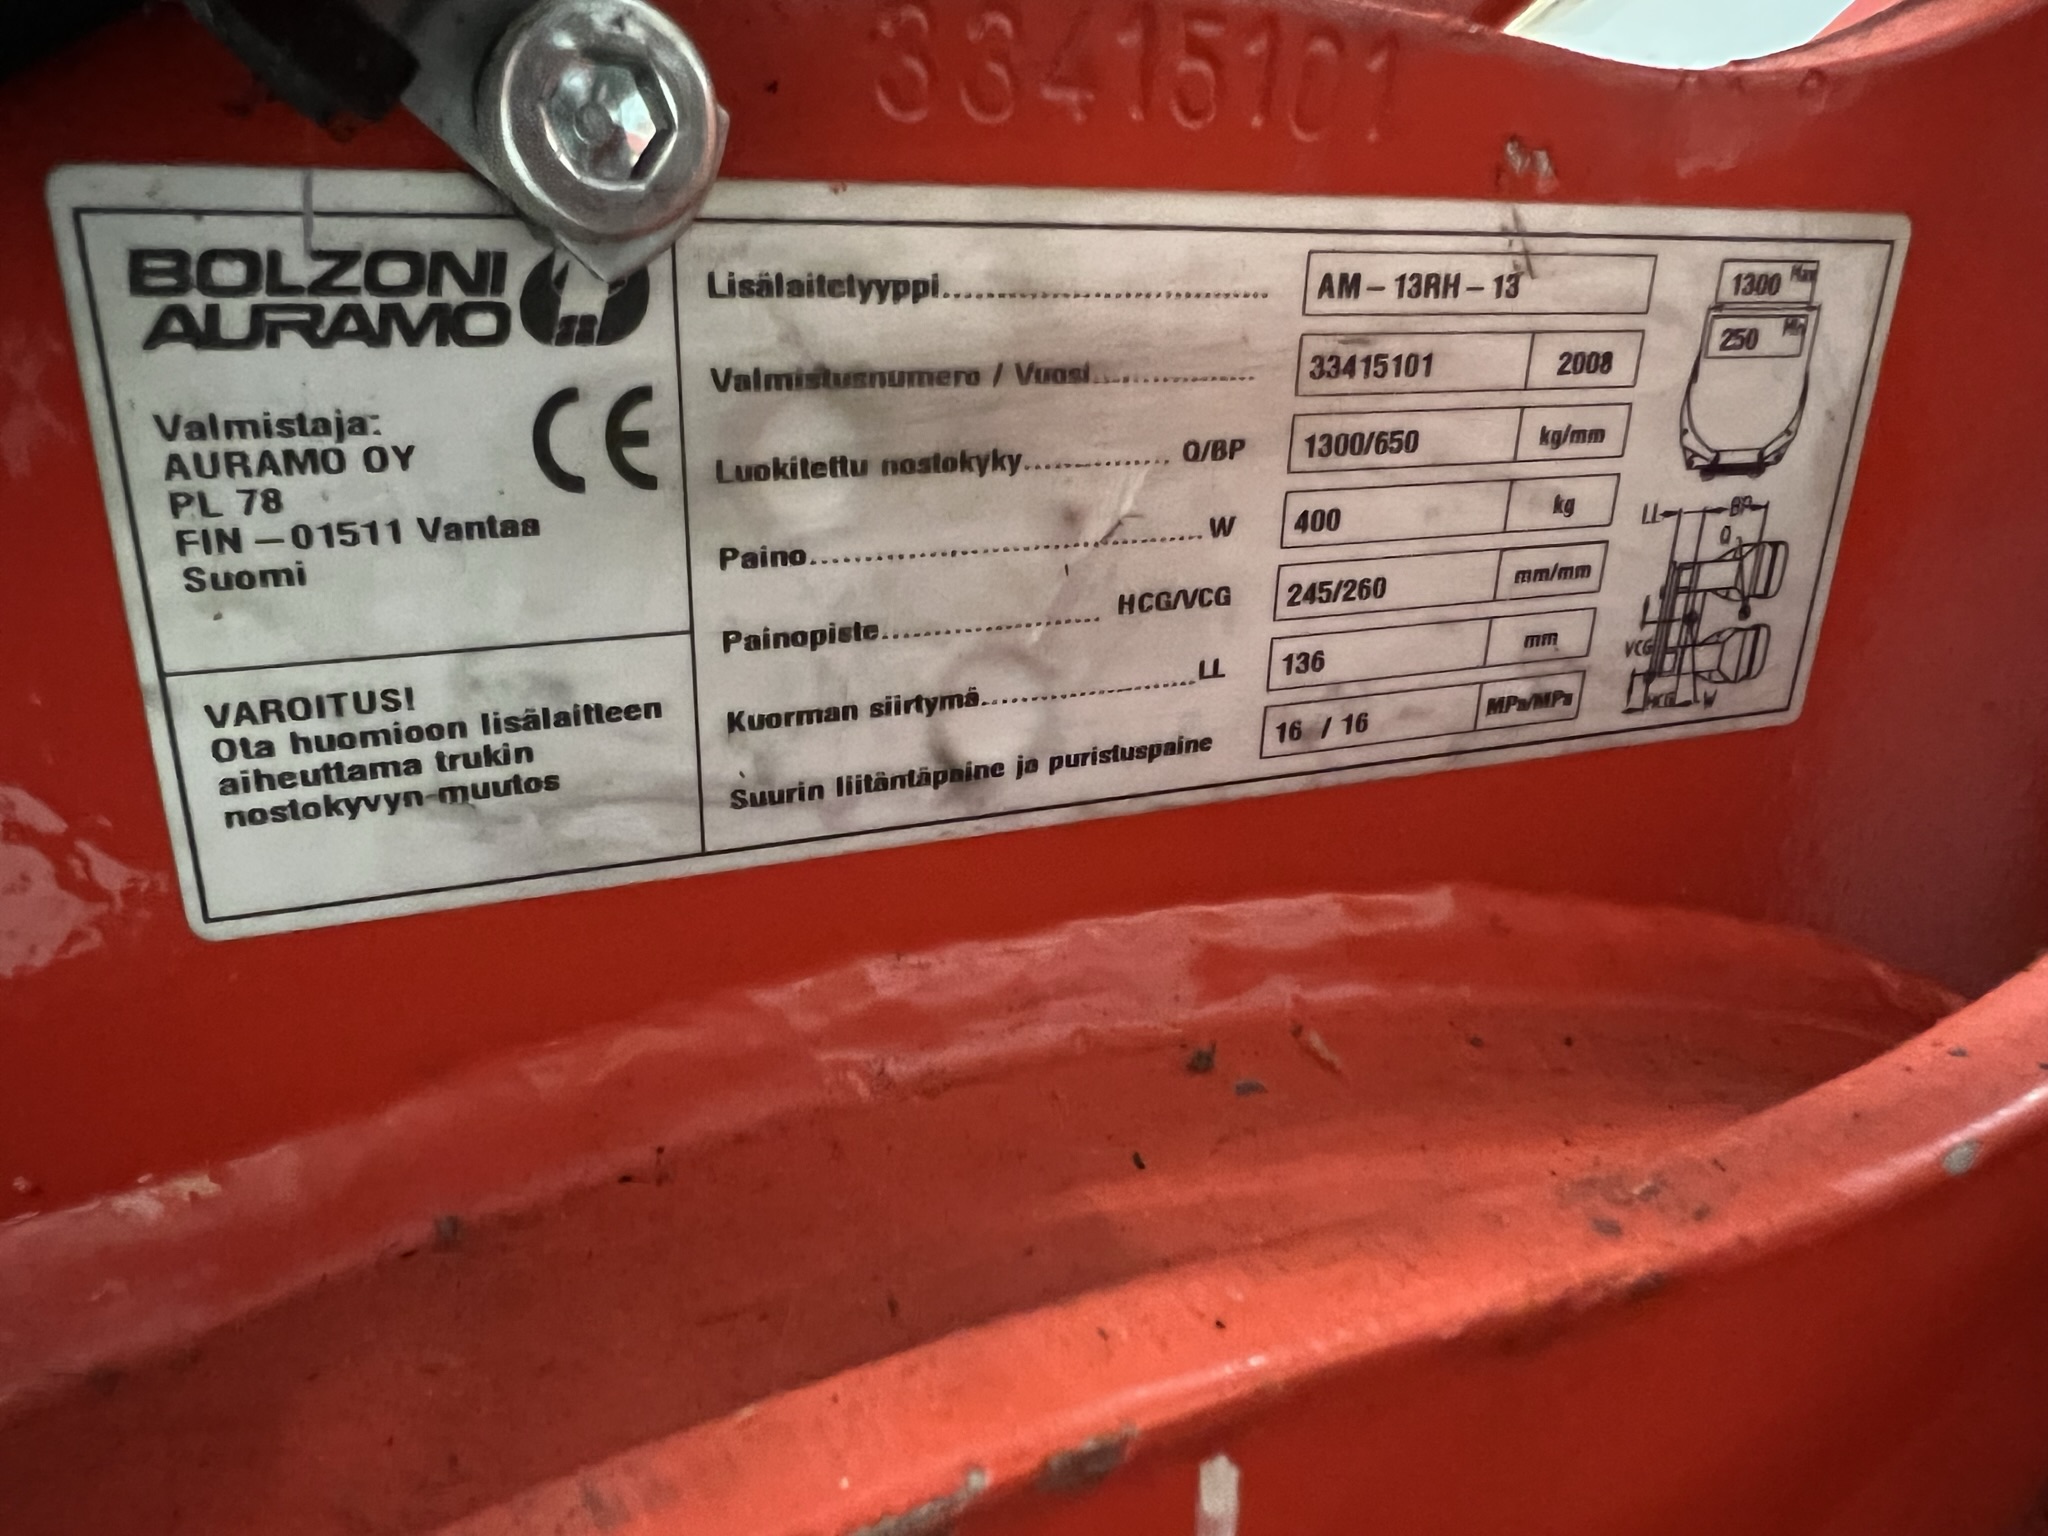 33415101
BOLZONI
AURAMO
Valmistaja:
AURAMO OY
PL 78
FIN – 01511 Vantaa
Suomi
CE
VAROITUS!
Ota huomioon lisälaitteen
aiheuttama trukin
nostokyvyn muutos
Lisälaitetyyppi.............................. AM – 13RH – 13
Valmistusnumero / Vuosi.................. 33415101 2008
Luokitettu nostokyky............... Q/BP 1300/650 kg/mm
Paino........................................ W 400 kg
Painopiste........................ HCG/VCG 245/260 mm/mm
Kuorman siirtymä........................ LL 136 mm
Suurin liitäntäpaine ja puristuspaine 16 / 16 MPa/MPa
1300 Max
250 Min
LL BP
Q
VCG
HCG W